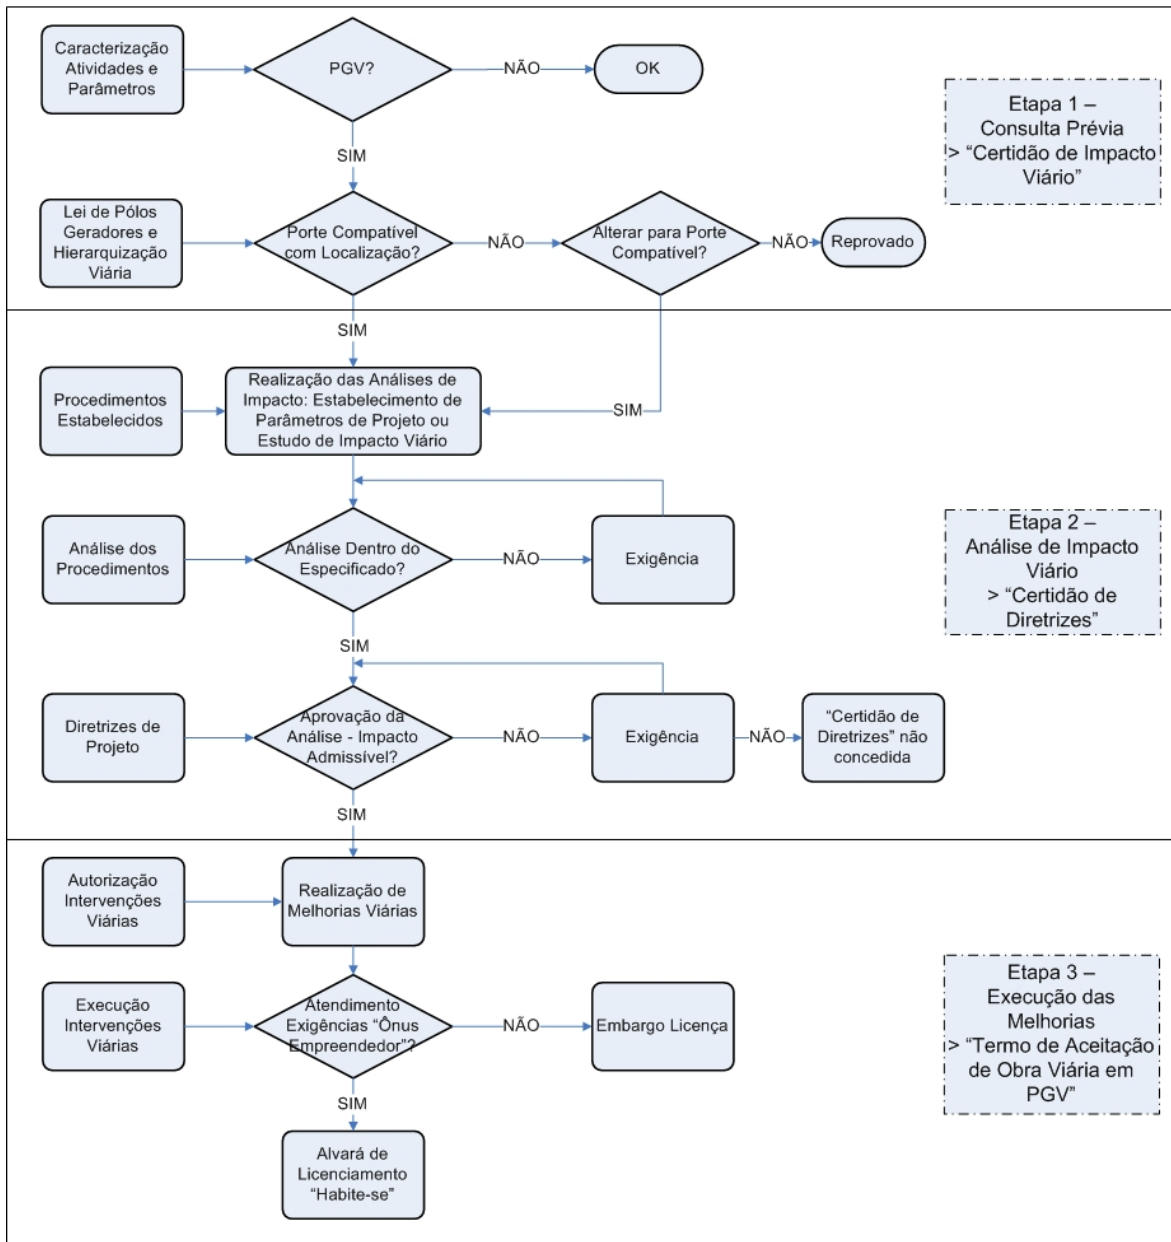 Caracterização
Atividades e
Parâmetros
PGV?
NÃO
OK
Etapa 1 –
Consulta Prévia
> “Certidão de Impacto
Viário”
SIM
Lei de Pólos
Geradores e
Hierarquização
Viária
Porte Compatível
com Localização?
NÃO
Alterar para Porte
Compatível?
NÃO
Reprovado
SIM
SIM
Procedimentos
Estabelecidos
Realização das Análises de
Impacto: Estabelecimento de
Parâmetros de Projeto ou
Estudo de Impacto Viário
Análise dos
Procedimentos
Análise Dentro do
Especificado?
NÃO
Exigência
Etapa 2 –
Análise de Impacto
Viário
> “Certidão de
Diretrizes”
SIM
Diretrizes de
Projeto
Aprovação da
Análise - Impacto
Admissível?
NÃO
Exigência
NÃO
“Certidão de
Diretrizes” não
concedida
SIM
Autorização
Intervenções
Viárias
Realização de
Melhorias Viárias
Execução
Intervenções
Viárias
Atendimento
Exigências “Ônus
Empreendedor”?
NÃO
Embargo Licença
Etapa 3 –
Execução das
Melhorias
> “Termo de Aceitação
de Obra Viária em
PGV”
SIM
Alvará de
Licenciamento
“Habite-se”